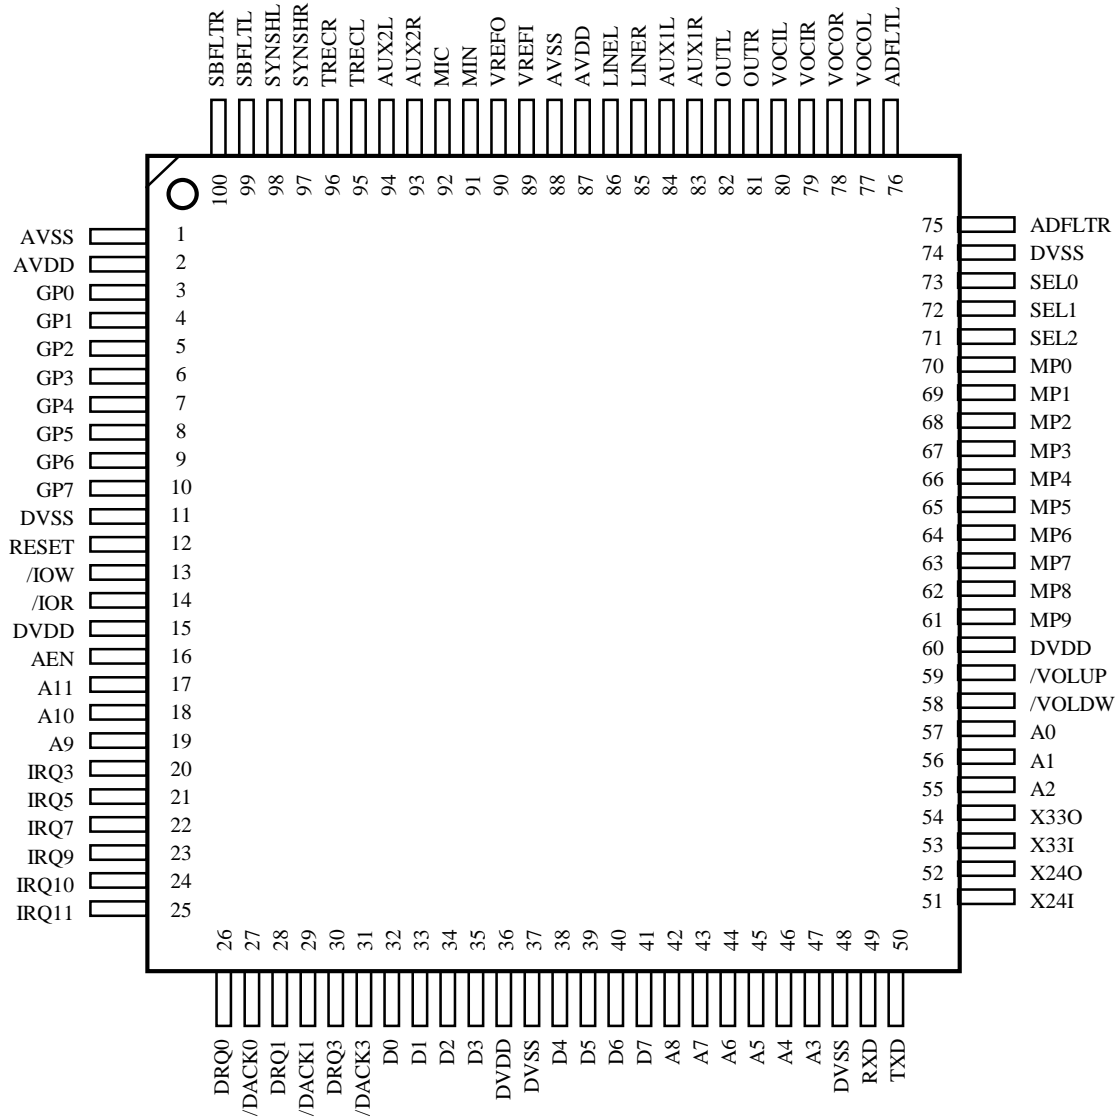 SBFLTR
SBFLTL
SYNSHL
SYNSHR
TRECR
TRECL
AUX2L
AUX2R
MIC
MIN
VREFO
VREFI
AVSS
AVDD
LINEL
LINER
AUX1L
AUX1R
OUTL
OUTR
VOCIL
VOCIR
VOCOR
VOCOL
ADFLTL
100
99
98
97
96
95
94
93
92
91
90
89
88
87
86
85
84
83
82
81
80
79
78
77
76
AVSS 1
AVDD 2
GP0 3
GP1 4
GP2 5
GP3 6
GP4 7
GP5 8
GP6 9
GP7 10
DVSS 11
RESET 12
/IOW 13
/IOR 14
DVDD 15
AEN 16
A11 17
A10 18
A9 19
IRQ3 20
IRQ5 21
IRQ7 22
IRQ9 23
IRQ10 24
IRQ11 25
75 ADFLTR
74 DVSS
73 SEL0
72 SEL1
71 SEL2
70 MP0
69 MP1
68 MP2
67 MP3
66 MP4
65 MP5
64 MP6
63 MP7
62 MP8
61 MP9
60 DVDD
59 /VOLUP
58 /VOLDW
57 A0
56 A1
55 A2
54 X33O
53 X33I
52 X24O
51 X24I
26
27
28
29
30
31
32
33
34
35
36
37
38
39
40
41
42
43
44
45
46
47
48
49
50
DRQ0
/DACK0
DRQ1
/DACK1
DRQ3
/DACK3
D0
D1
D2
D3
DVDD
DVSS
D4
D5
D6
D7
A8
A7
A6
A5
A4
A3
DVSS
RXD
TXD